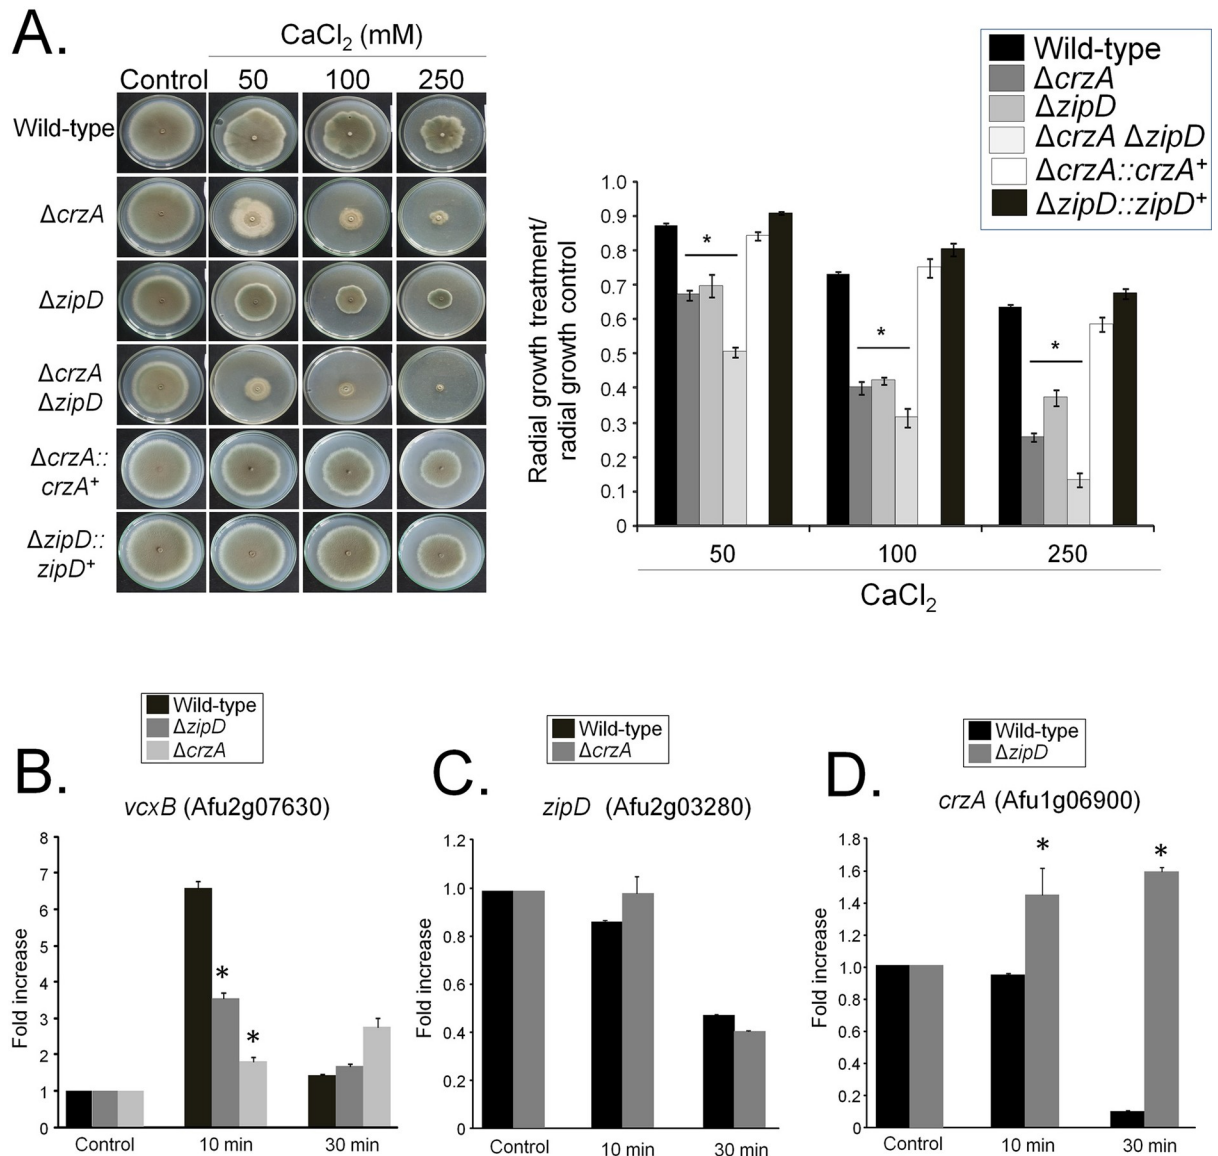 A.
CaCl₂ (mM)
Control 50 100 250
Wild-type
ΔcrzA
ΔzipD
ΔcrzA
ΔzipD
ΔcrzA::
crzA⁺
ΔzipD::
zipD⁺
Wild-type
ΔcrzA
ΔzipD
ΔcrzA ΔzipD
ΔcrzA::crzA⁺
ΔzipD::zipD⁺
Radial growth treatment/
radial growth control
1.0
0.9
0.8
0.7
0.6
0.5
0.4
0.3
0.2
0.1
0
* * *
50 100 250
CaCl₂
B.
Wild-type
ΔzipD
ΔcrzA
vcxB (Afu2g07630)
Fold increase
8
7
6
5
4
3
2
1
0
* *
Control 10 min 30 min
C.
Wild-type
ΔcrzA
zipD (Afu2g03280)
Fold increase
1.2
1.0
0.8
0.6
0.4
0.2
0
Control 10 min 30 min
D.
Wild-type
ΔzipD
crzA (Afu1g06900)
Fold increase
1.8
1.6
1.4
1.2
1.0
0.8
0.6
0.4
0.2
0
* *
Control 10 min 30 min